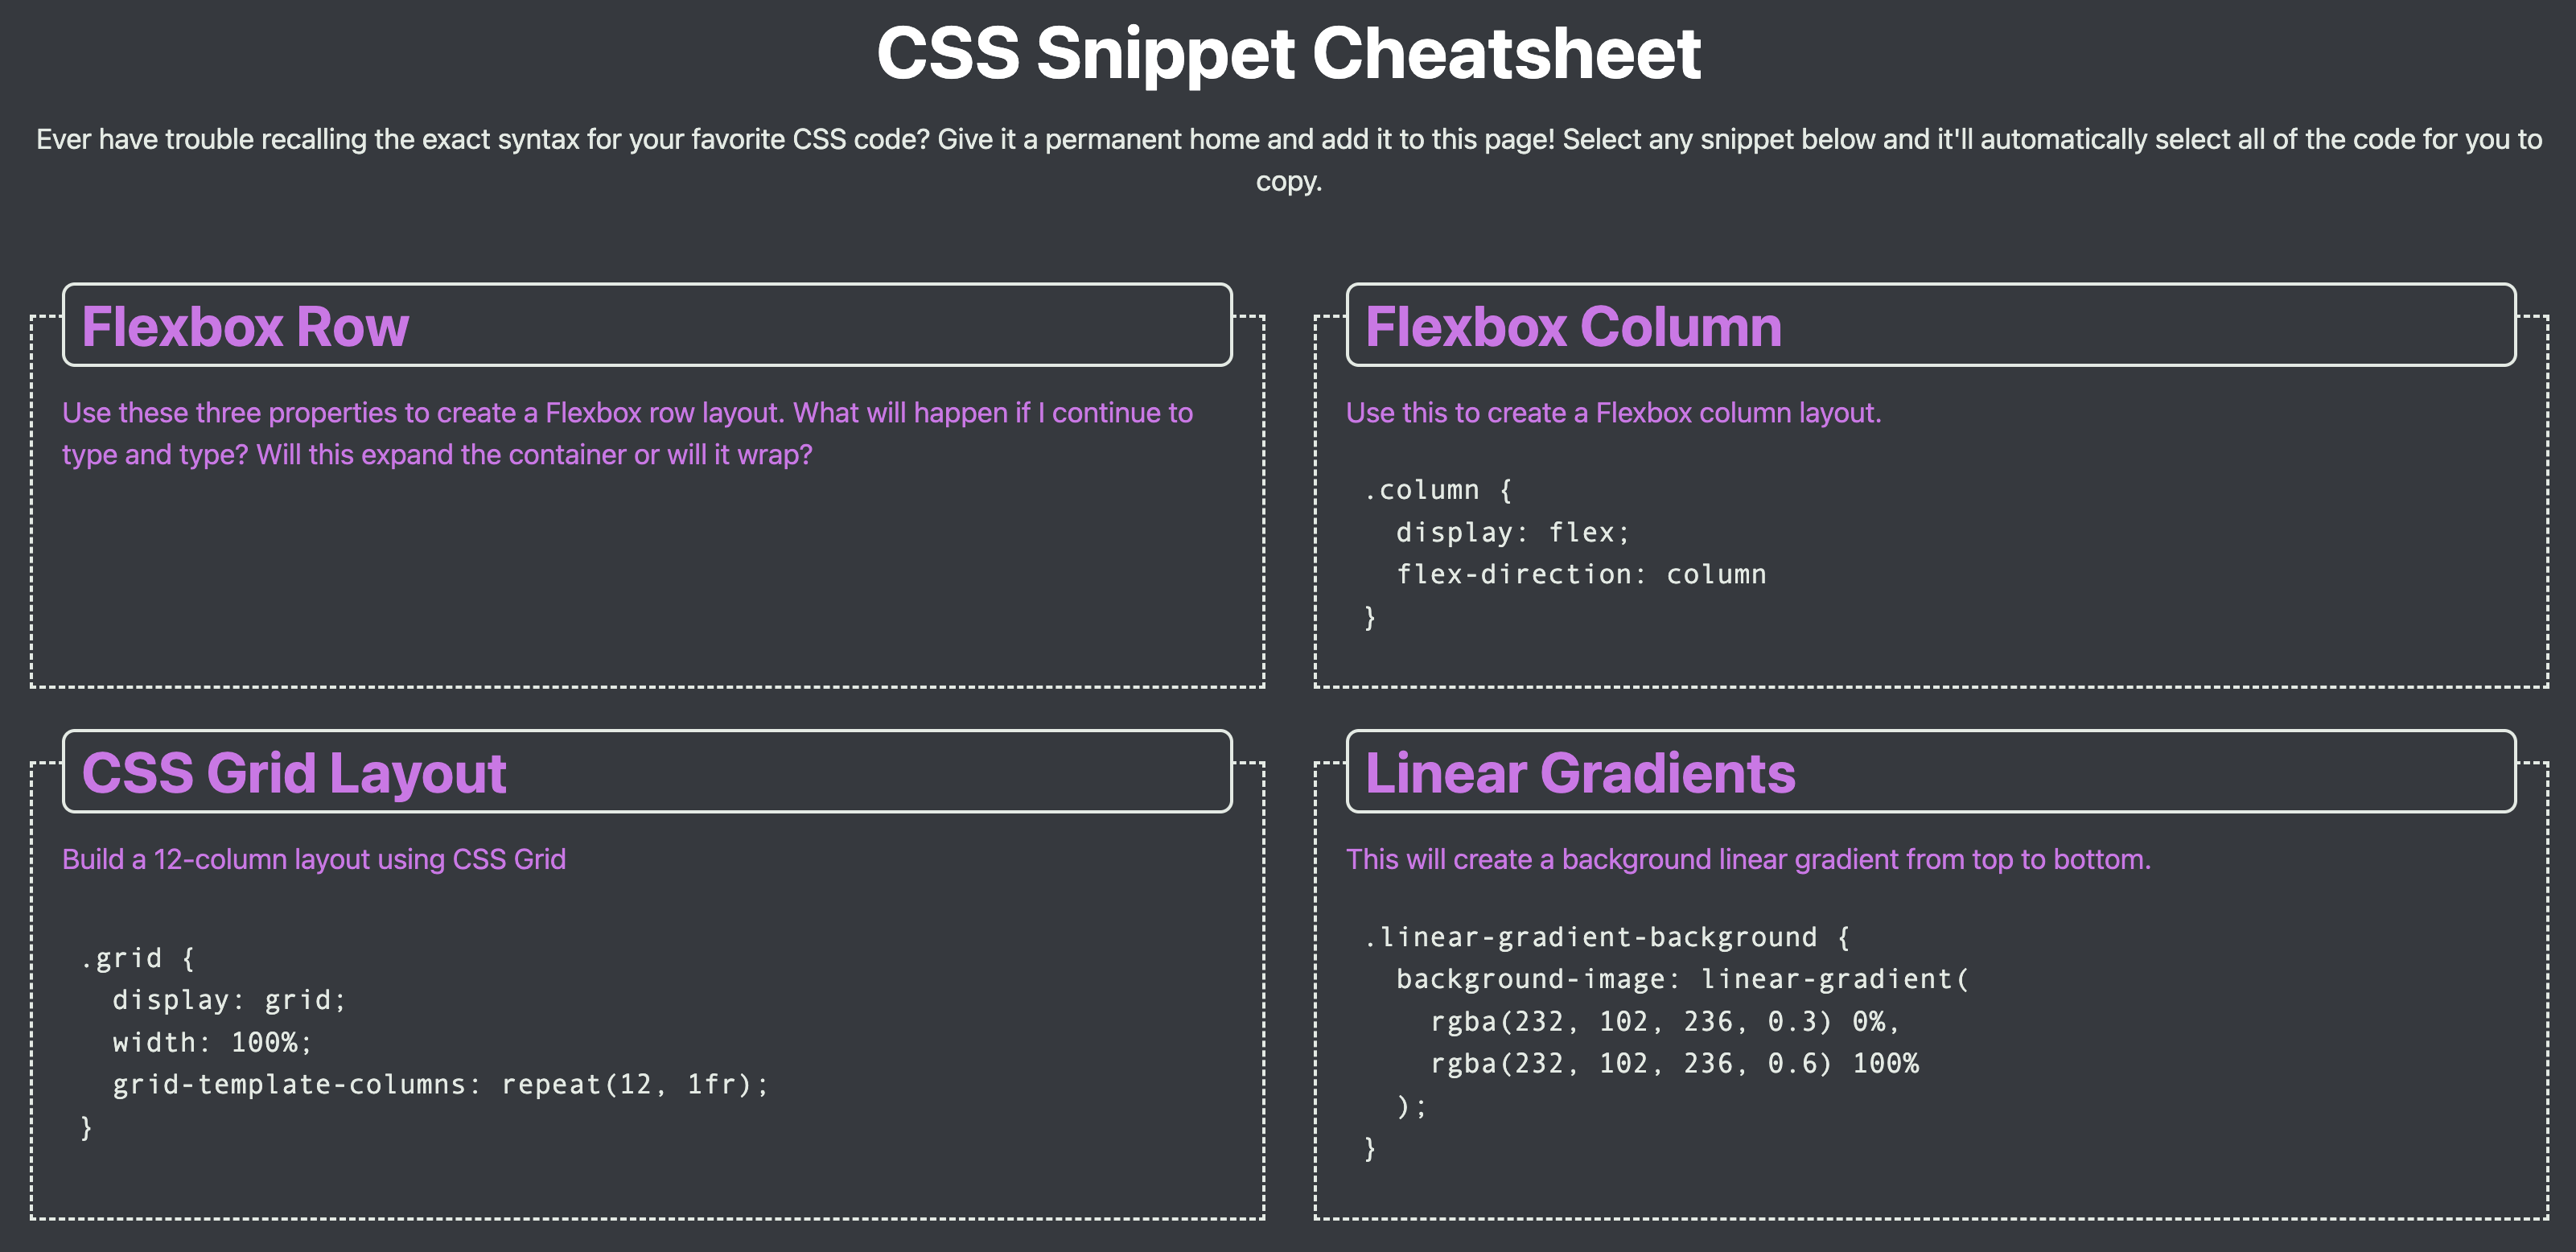 CSS Snippet Cheatsheet
Ever have trouble recalling the exact syntax for your favorite CSS code? Give it a permanent home and add it to this page! Select any snippet below and it'll automatically select all of the code for you to
copy.
Flexbox Row
Use these three properties to create a Flexbox row layout. What will happen if I continue to
type and type? Will this expand the container or will it wrap?
Flexbox Column
Use this to create a Flexbox column layout.
.column {
  display: flex;
  flex-direction: column
}
CSS Grid Layout
Build a 12-column layout using CSS Grid
.grid {
  display: grid;
  width: 100%;
  grid-template-columns: repeat(12, 1fr);
}
Linear Gradients
This will create a background linear gradient from top to bottom.
.linear-gradient-background {
  background-image: linear-gradient(
    rgba(232, 102, 236, 0.3) 0%,
    rgba(232, 102, 236, 0.6) 100%
  );
}